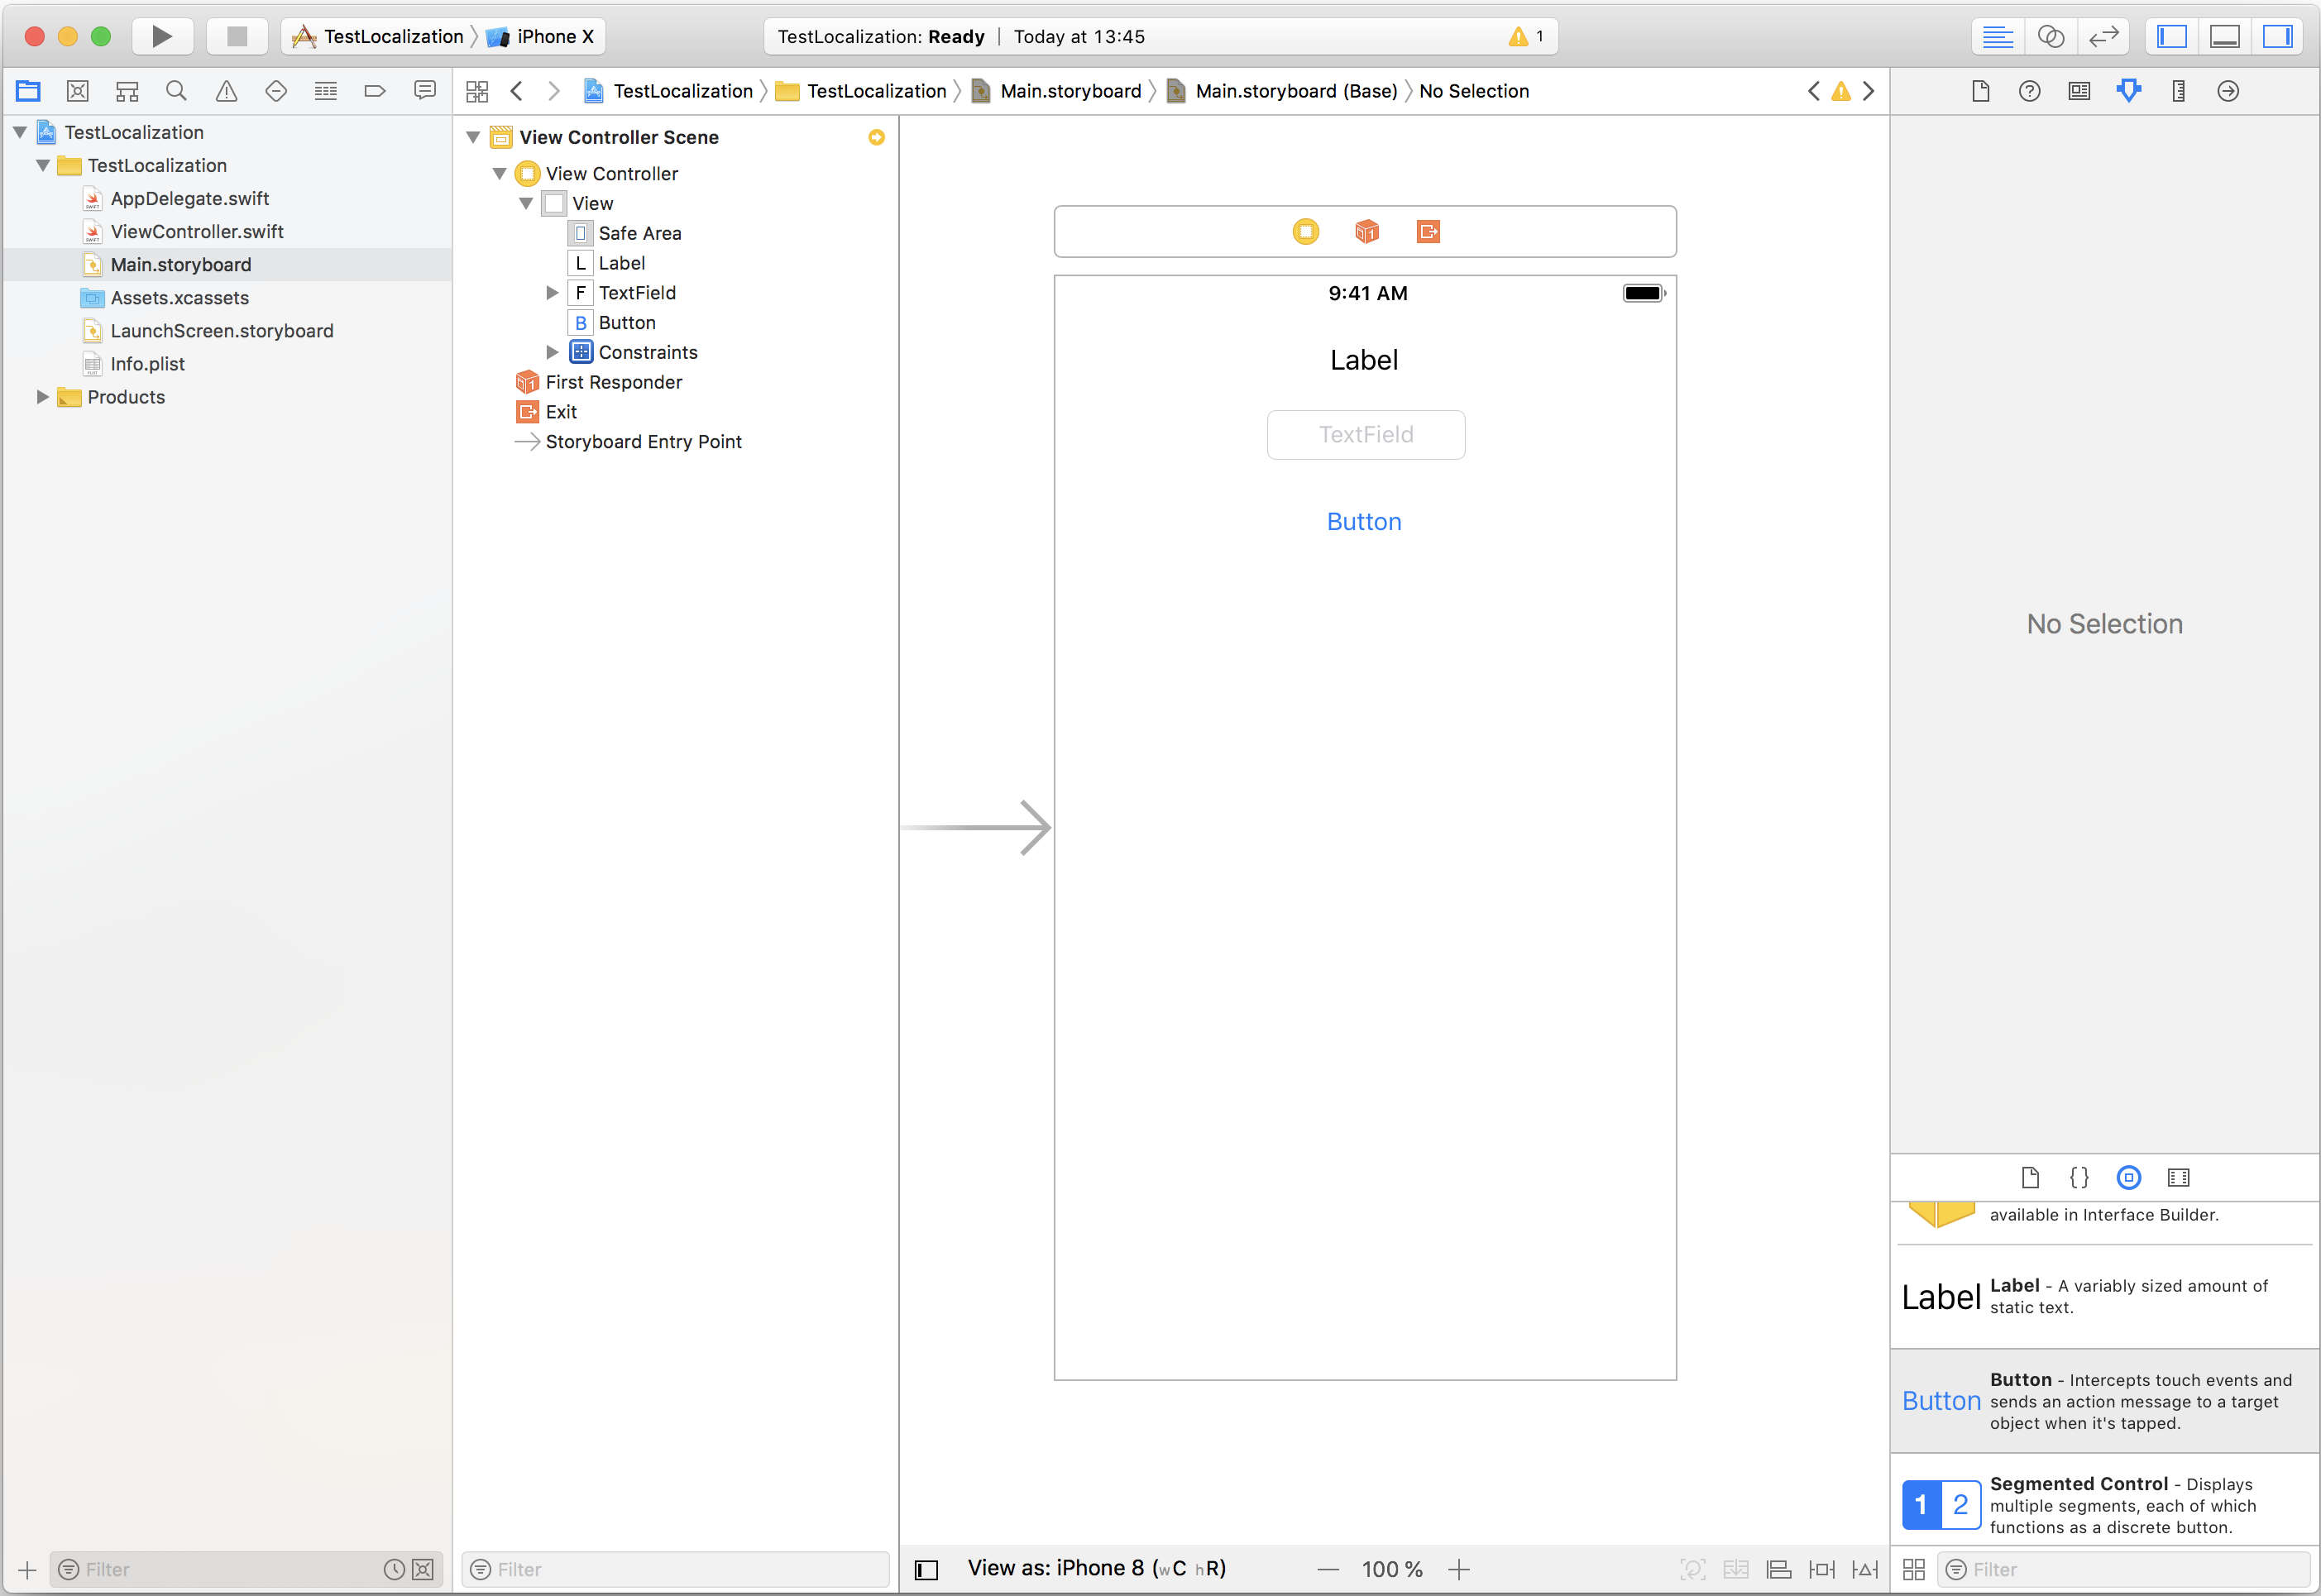 TestLocalization iPhone X
TestLocalization: Ready | Today at 13:45
1
TestLocalization TestLocalization Main.storyboard Main.storyboard (Base) No Selection
TestLocalization
TestLocalization
AppDelegate.swift
ViewController.swift
Main.storyboard
Assets.xcassets
LaunchScreen.storyboard
Info.plist
Products
Filter
View Controller Scene
View Controller
View
Safe Area
L Label
F TextField
B Button
Constraints
First Responder
Exit
Storyboard Entry Point
Filter
9:41 AM
Label
TextField
Button
View as: iPhone 8 (wC hR)
100 %
No Selection
available in Interface Builder.
Label
Label - A variably sized amount of
static text.
Button
Button - Intercepts touch events and
sends an action message to a target
object when it's tapped.
1 2
Segmented Control - Displays
multiple segments, each of which
functions as a discrete button.
Filter